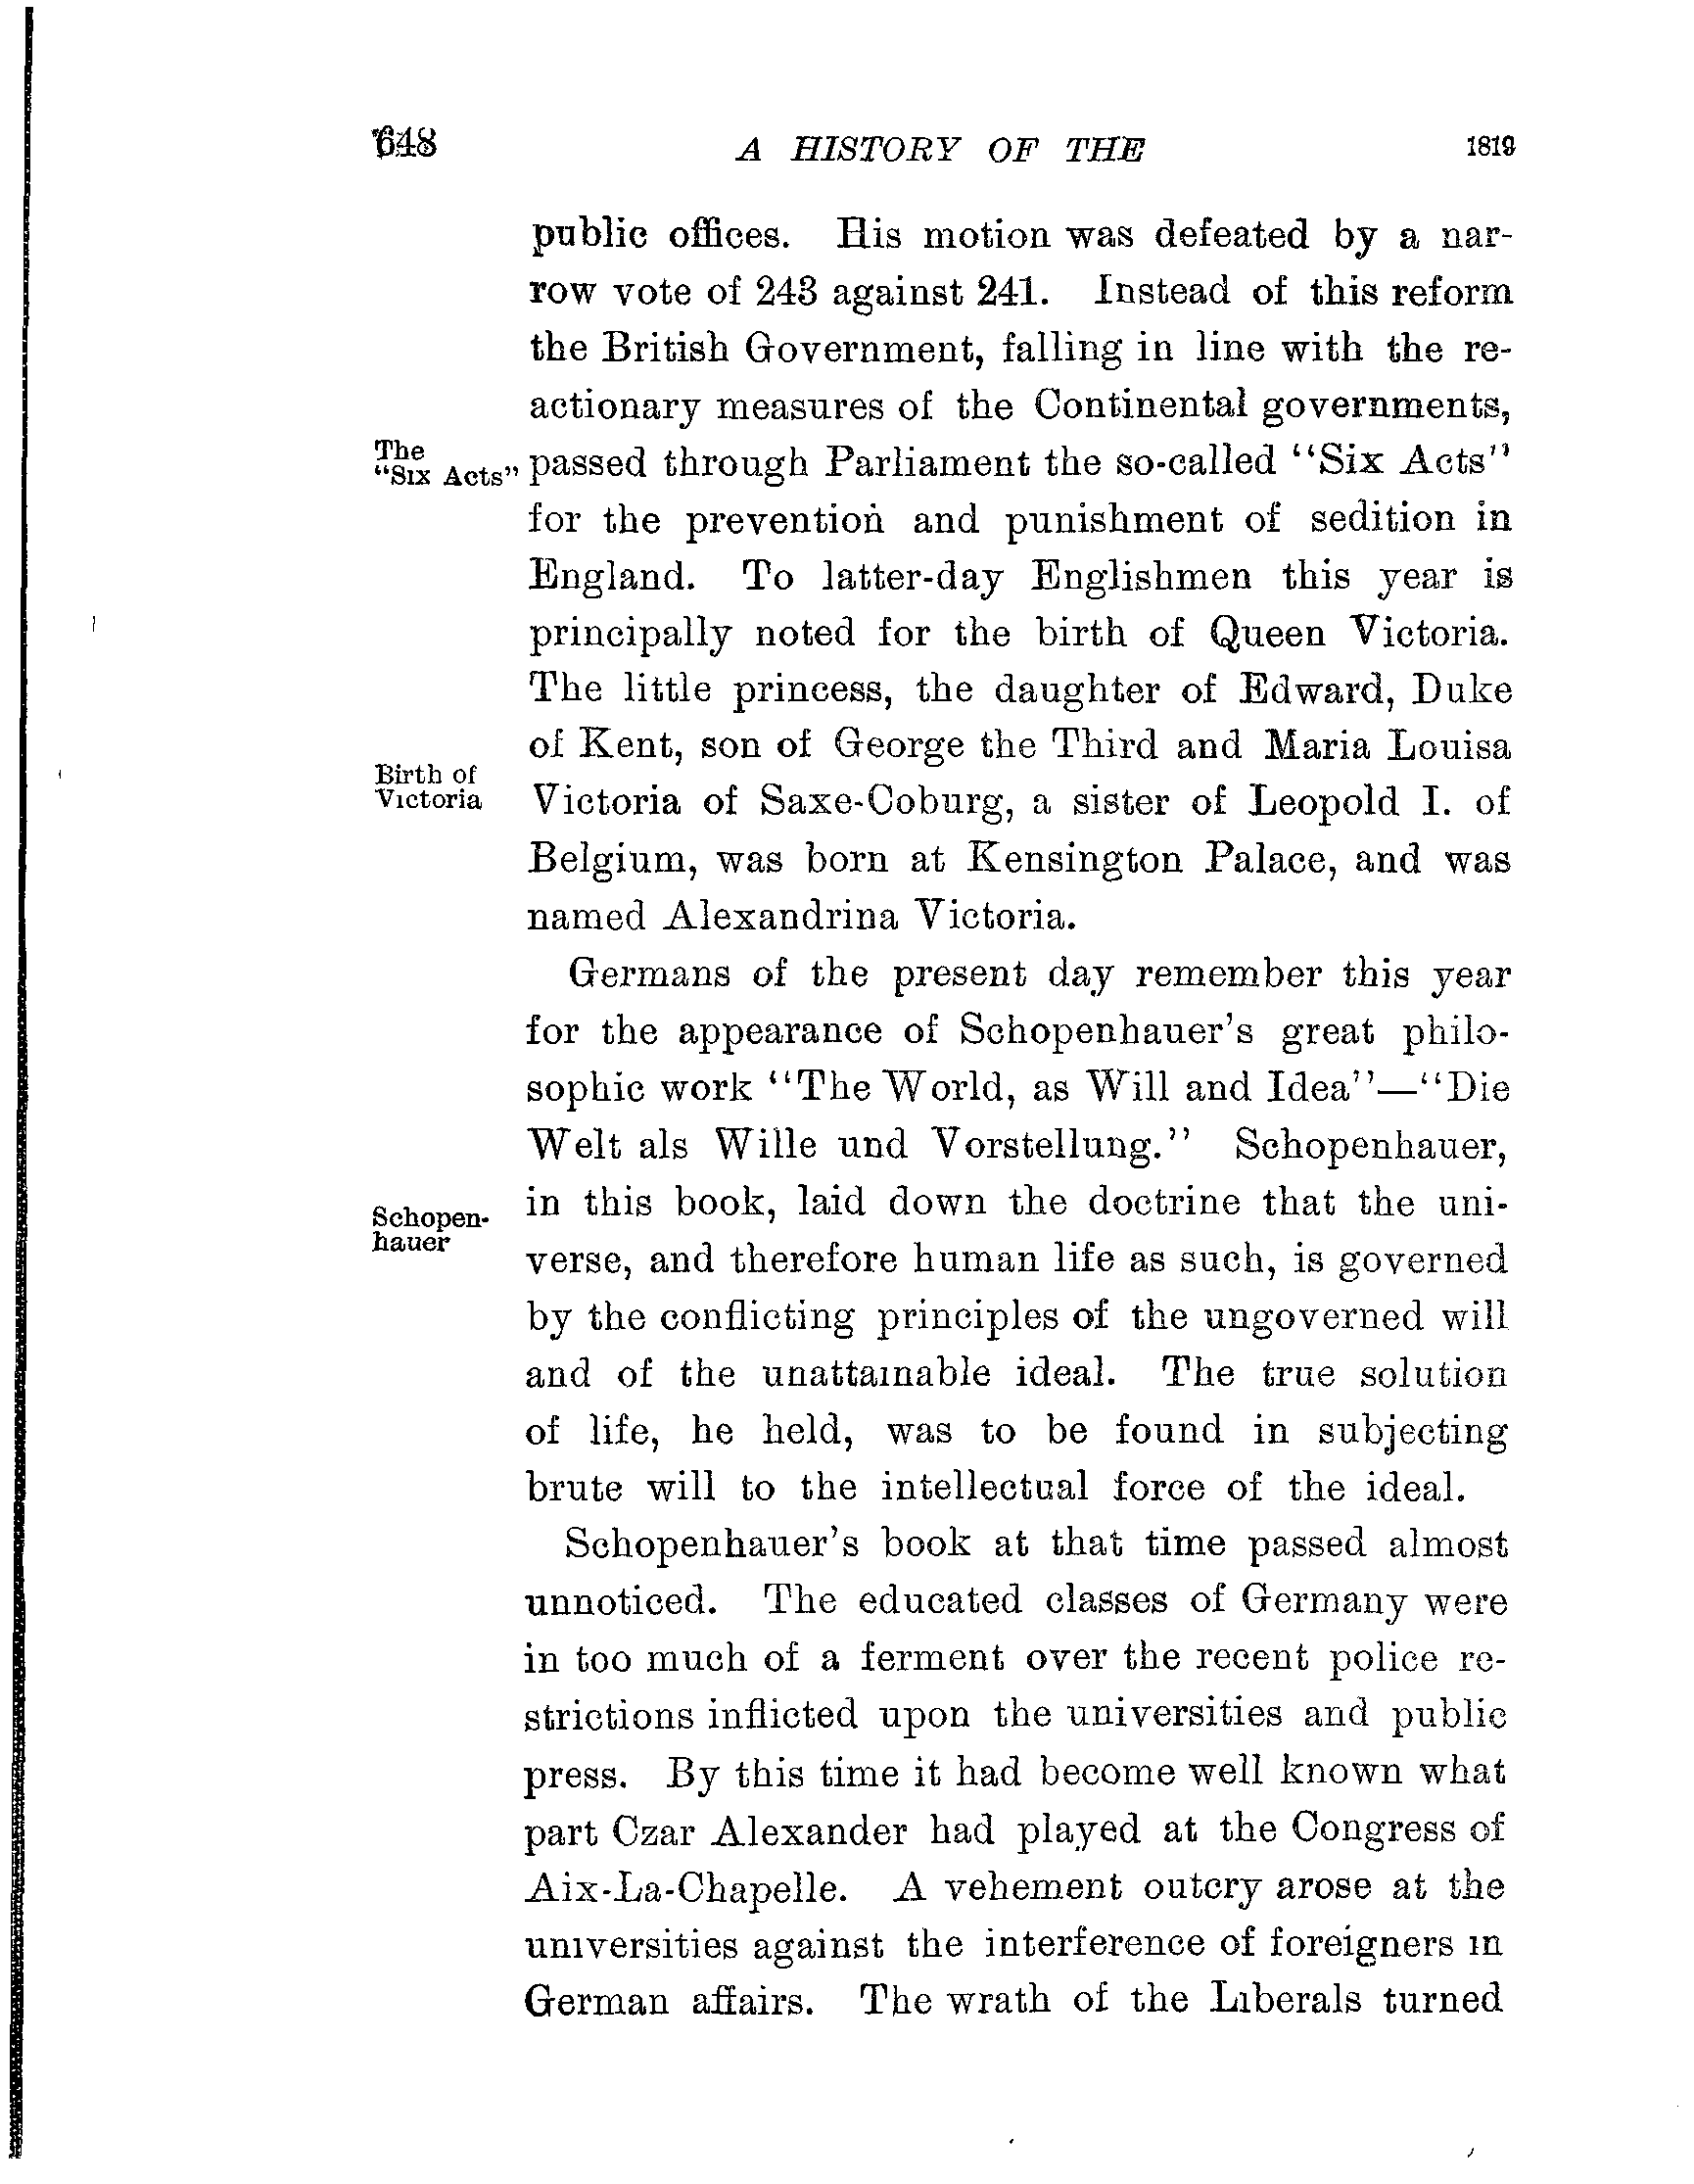 648 A HISTORY OF THE 1819
public offices. His motion was defeated by a nar-
row vote of 243 against 241. Instead of this reform
the British Government, falling in line with the re-
actionary measures of the Continental governments,
The
"Six Acts"
passed through Parliament the so-called "Six Acts"
for the prevention and punishment of sedition in
England. To latter-day Englishmen this year is
principally noted for the birth of Queen Victoria.
The little princess, the daughter of Edward, Duke
of Kent, son of George the Third and Maria Louisa
Birth of
Victoria
Victoria of Saxe-Coburg, a sister of Leopold I. of
Belgium, was born at Kensington Palace, and was
named Alexandrina Victoria.
Germans of the present day remember this year
for the appearance of Schopenhauer's great philo-
sophic work "The World, as Will and Idea"—"Die
Welt als Wille und Vorstellung." Schopenhauer,
in this book, laid down the doctrine that the uni-
Schopen-
hauer
verse, and therefore human life as such, is governed
by the conflicting principles of the ungoverned will
and of the unattainable ideal. The true solution
of life, he held, was to be found in subjecting
brute will to the intellectual force of the ideal.
Schopenhauer's book at that time passed almost
unnoticed. The educated classes of Germany were
in too much of a ferment over the recent police re-
strictions inflicted upon the universities and public
press. By this time it had become well known what
part Czar Alexander had played at the Congress of
Aix-La-Chapelle. A vehement outcry arose at the
universities against the interference of foreigners in
German affairs. The wrath of the Liberals turned